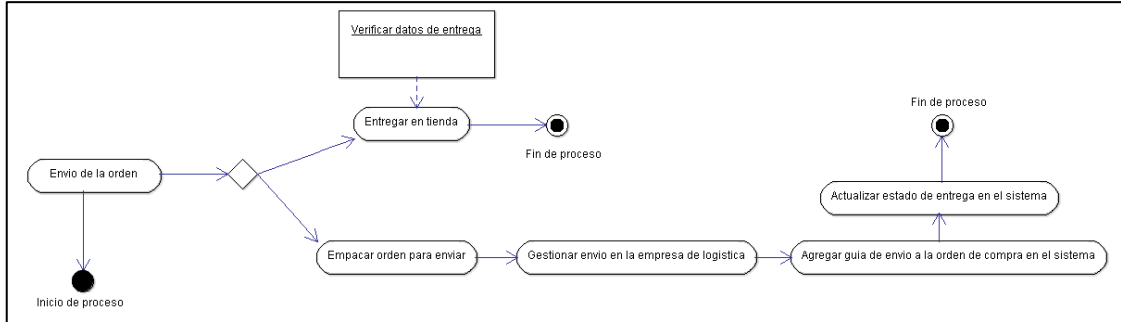 Verificar datos de entrega
Entregar en tienda
Fin de proceso
Fin de proceso
Envio de la orden
Actualizar estado de entrega en el sistema
Empacar orden para enviar
Gestionar envio en la empresa de logistica
Agregar guia de envio a la orden de compra en el sistema
Inicio de proceso